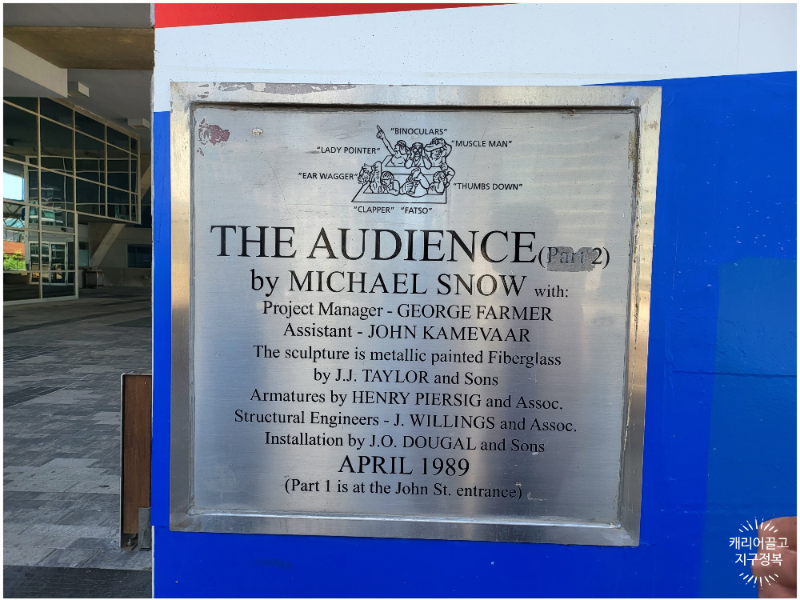 "BINOCULARS"
"LADY POINTER" "MUSCLE MAN"
"EAR WAGGER" "THUMBS DOWN"
"CLAPPER" "FATSO"
THE AUDIENCE (Part 2)
by MICHAEL SNOW with:
Project Manager - GEORGE FARMER
Assistant - JOHN KAMEVAAR
The sculpture is metallic painted Fiberglass
by J.J. TAYLOR and Sons
Armatures by HENRY PIERSIG and Assoc.
Structural Engineers - J. WILLINGS and Assoc.
Installation by J.O. DOUGAL and Sons
APRIL 1989
(Part 1 is at the John St. entrance)
캐리어끌고
지구정복